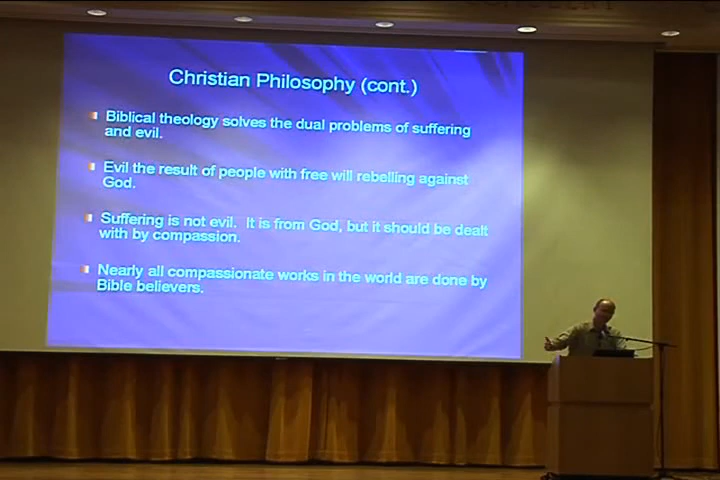 Christian Philosophy (cont.)
Biblical theology solves the dual problems of suffering
and evil.
Evil the result of people with free will rebelling against
God.
Suffering is not evil. It is from God, but it should be dealt
with by compassion.
Nearly all compassionate works in the world are done by
Bible believers.